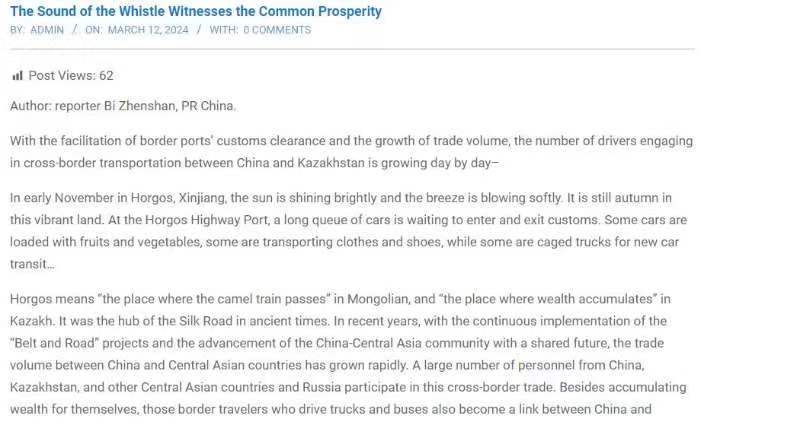 The Sound of the Whistle Witnesses the Common Prosperity
BY: ADMIN / ON: MARCH 12, 2024 / WITH: 0 COMMENTS
Post Views: 62
Author: reporter Bi Zhenshan, PR China.
With the facilitation of border ports' customs clearance and the growth of trade volume, the number of drivers engaging
in cross-border transportation between China and Kazakhstan is growing day by day–
In early November in Horgos, Xinjiang, the sun is shining brightly and the breeze is blowing softly. It is still autumn in
this vibrant land. At the Horgos Highway Port, a long queue of cars is waiting to enter and exit customs. Some cars are
loaded with fruits and vegetables, some are transporting clothes and shoes, while some are caged trucks for new car
transit...
Horgos means “the place where the camel train passes” in Mongolian, and “the place where wealth accumulates” in
Kazakh. It was the hub of the Silk Road in ancient times. In recent years, with the continuous implementation of the
“Belt and Road” projects and the advancement of the China-Central Asia community with a shared future, the trade
volume between China and Central Asian countries has grown rapidly. A large number of personnel from China,
Kazakhstan, and other Central Asian countries and Russia participate in this cross-border trade. Besides accumulating
wealth for themselves, those border travelers who drive trucks and buses also become a link between China and